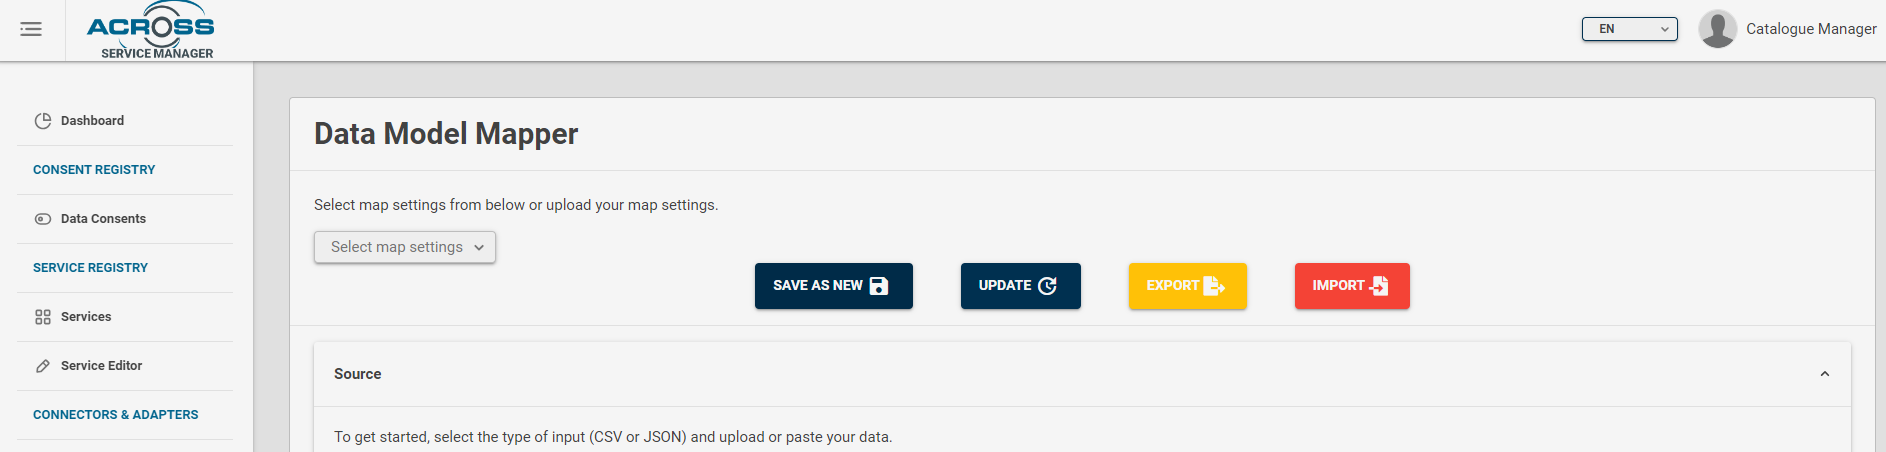 ACROSS
SERVICE MANAGER
EN
Catalogue Manager
Dashboard
CONSENT REGISTRY
Data Consents
SERVICE REGISTRY
Services
Service Editor
CONNECTORS & ADAPTERS
Data Model Mapper
Select map settings from below or upload your map settings.
Select map settings
SAVE AS NEW
UPDATE
EXPORT
IMPORT
Source
To get started, select the type of input (CSV or JSON) and upload or paste your data.